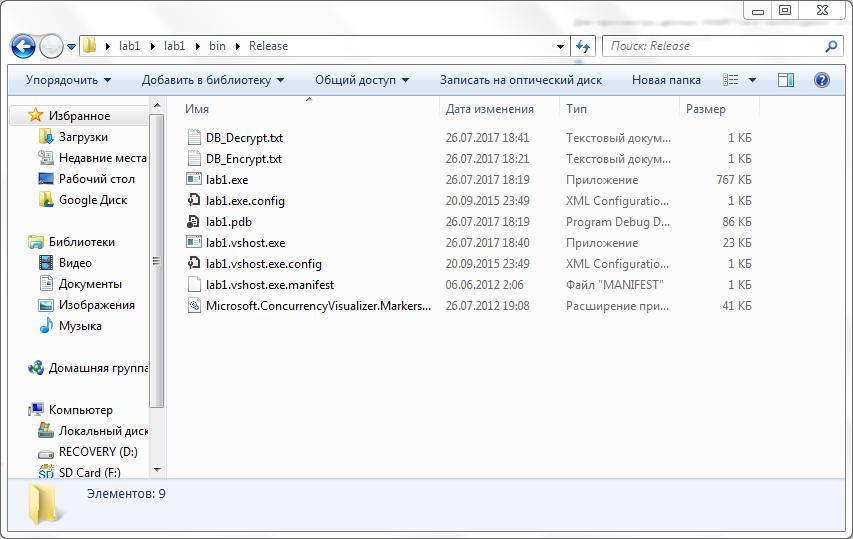 lab1 lab1 bin Release
Поиск: Release
Упорядочить Добавить в библиотеку Общий доступ Записать на оптический диск Новая папка
Избранное
Загрузки
Недавние места
Рабочий стол
Google Диск
Библиотеки
Видео
Документы
Изображения
Музыка
Домашняя группа
Компьютер
Локальный диск
RECOVERY (D:)
SD Card (F:)
Имя Дата изменения Тип Размер
DB_Decrypt.txt 26.07.2017 18:41 Текстовый докум... 1 КБ
DB_Encrypt.txt 26.07.2017 18:21 Текстовый докум... 1 КБ
lab1.exe 26.07.2017 18:19 Приложение 767 КБ
lab1.exe.config 20.09.2015 23:49 XML Configuratio... 1 КБ
lab1.pdb 26.07.2017 18:19 Program Debug D... 86 КБ
lab1.vshost.exe 26.07.2017 18:40 Приложение 23 КБ
lab1.vshost.exe.config 20.09.2015 23:49 XML Configuratio... 1 КБ
lab1.vshost.exe.manifest 06.06.2012 2:06 Файл "MANIFEST" 1 КБ
Microsoft.ConcurrencyVisualizer.Markers... 26.07.2012 19:08 Расширение при... 41 КБ
Элементов: 9